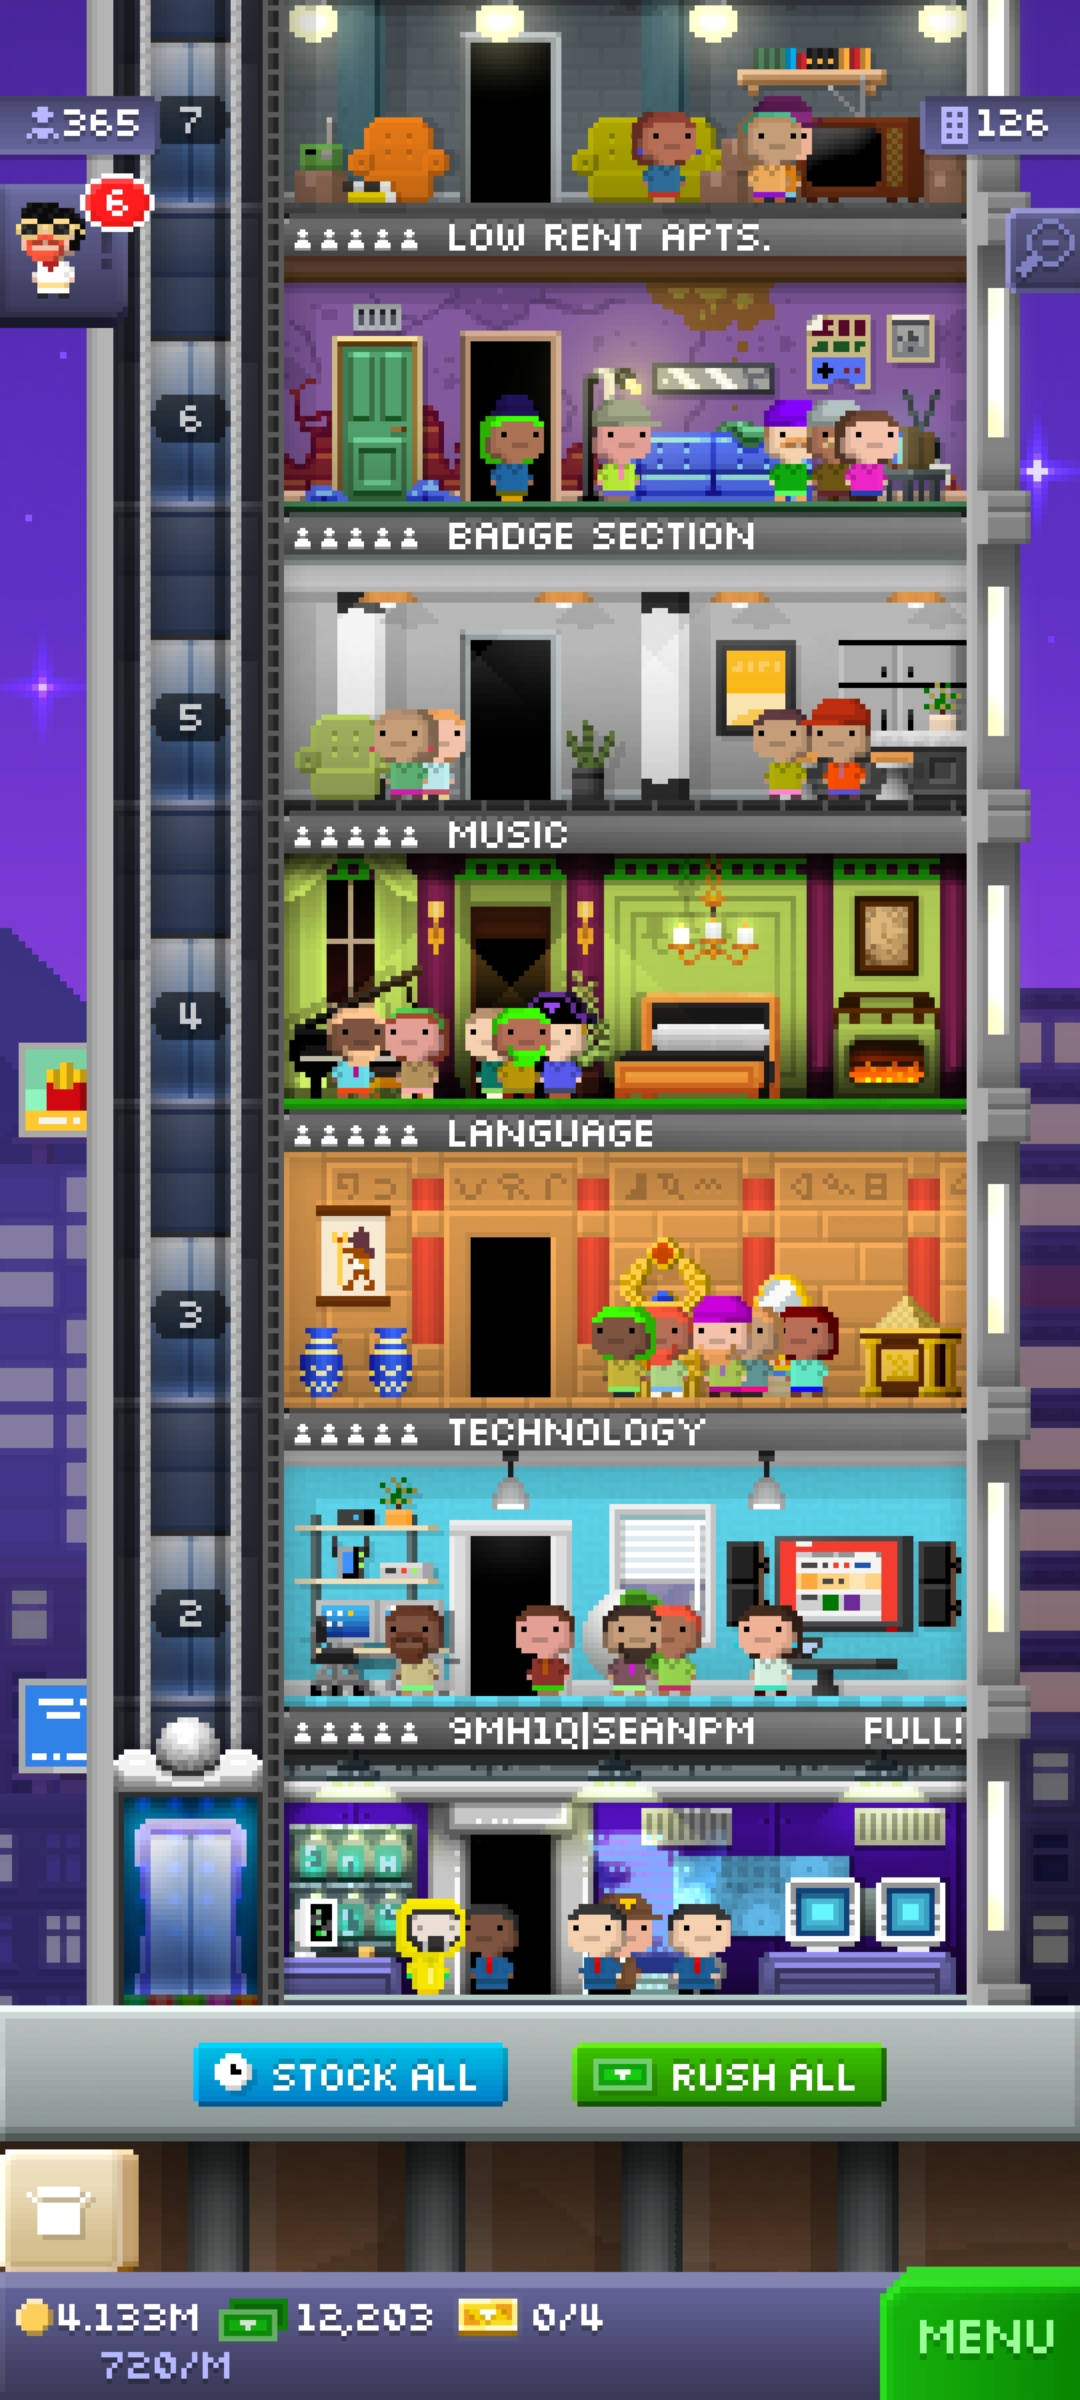 7
365
126
6
LOW RENT APTS.
6
BADGE SECTION
5
MUSIC
4
LANGUAGE
3
TECHNOLOGY
2
9MH1Q|SEANPM FULL!
STOCK ALL
RUSH ALL
4.133M 12,203 0/4
720/M
MENU